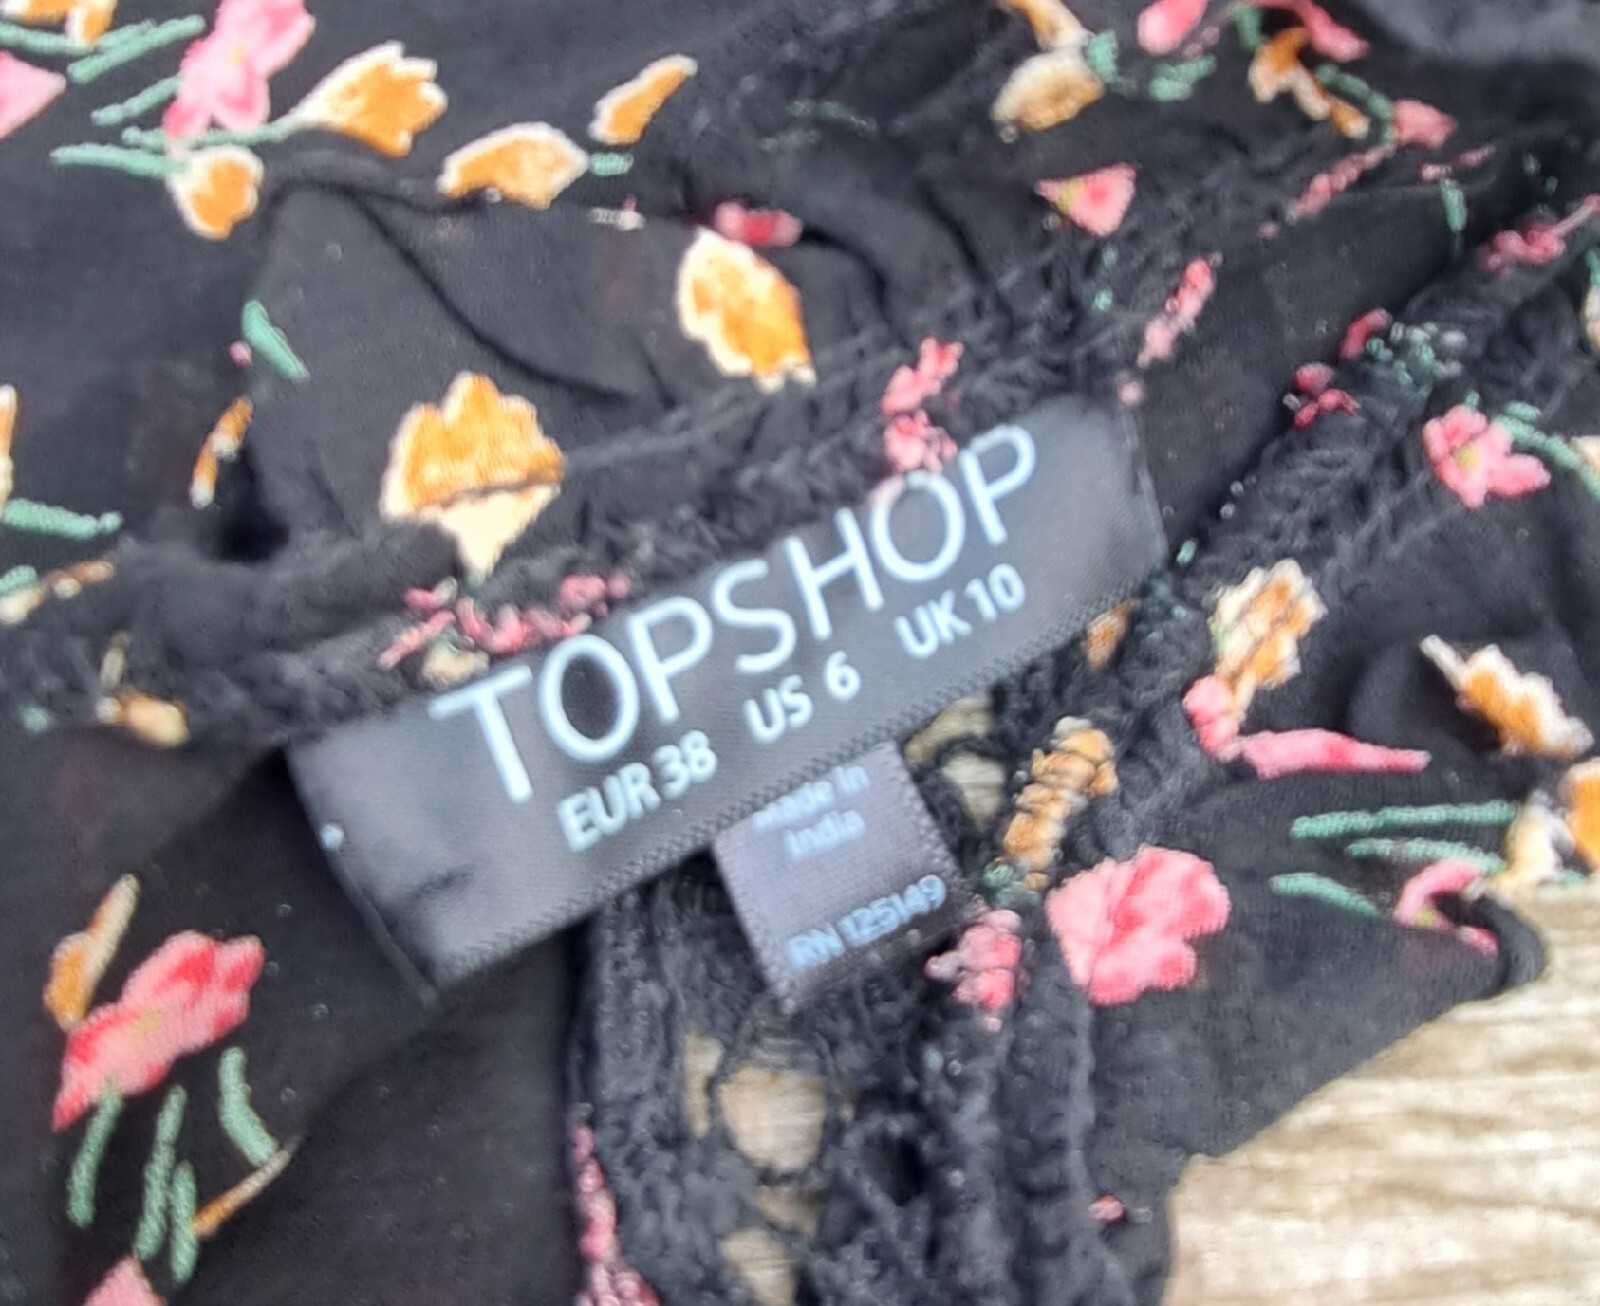 TOPSHOP
EUR 38 US 6 UK 10
Made in
India
RN 125149